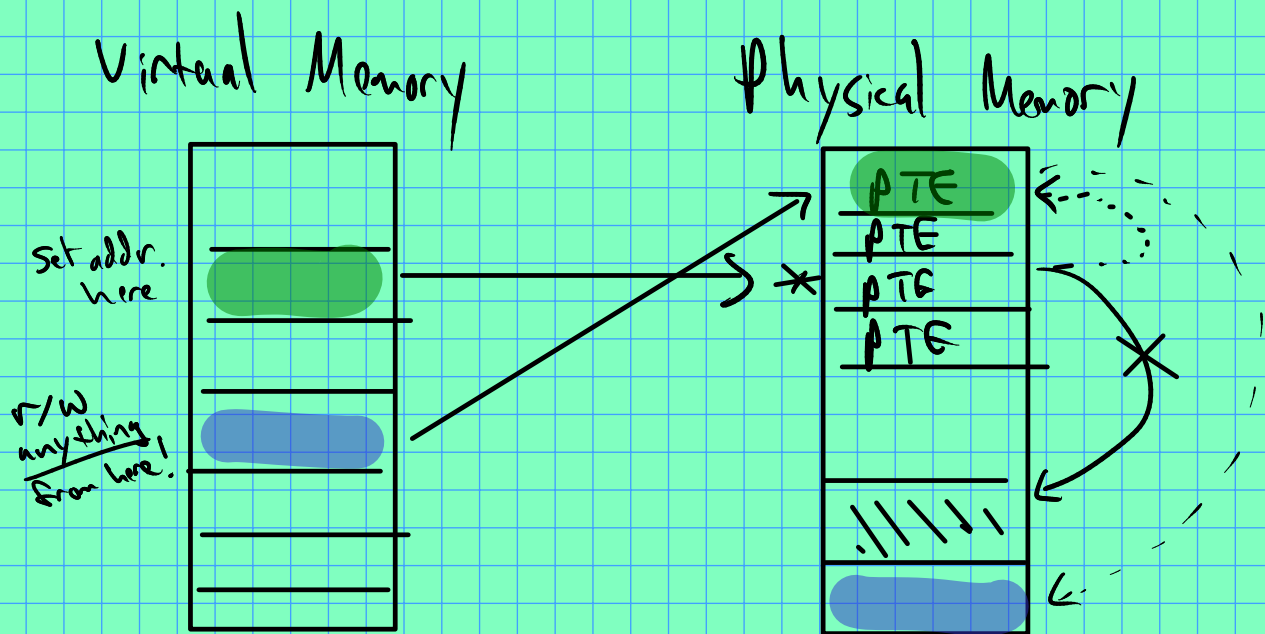 Virtual Memory
Physical Memory
set addr.
here
r/w
anything
from here!
PTE
PTE
PTE
PTE